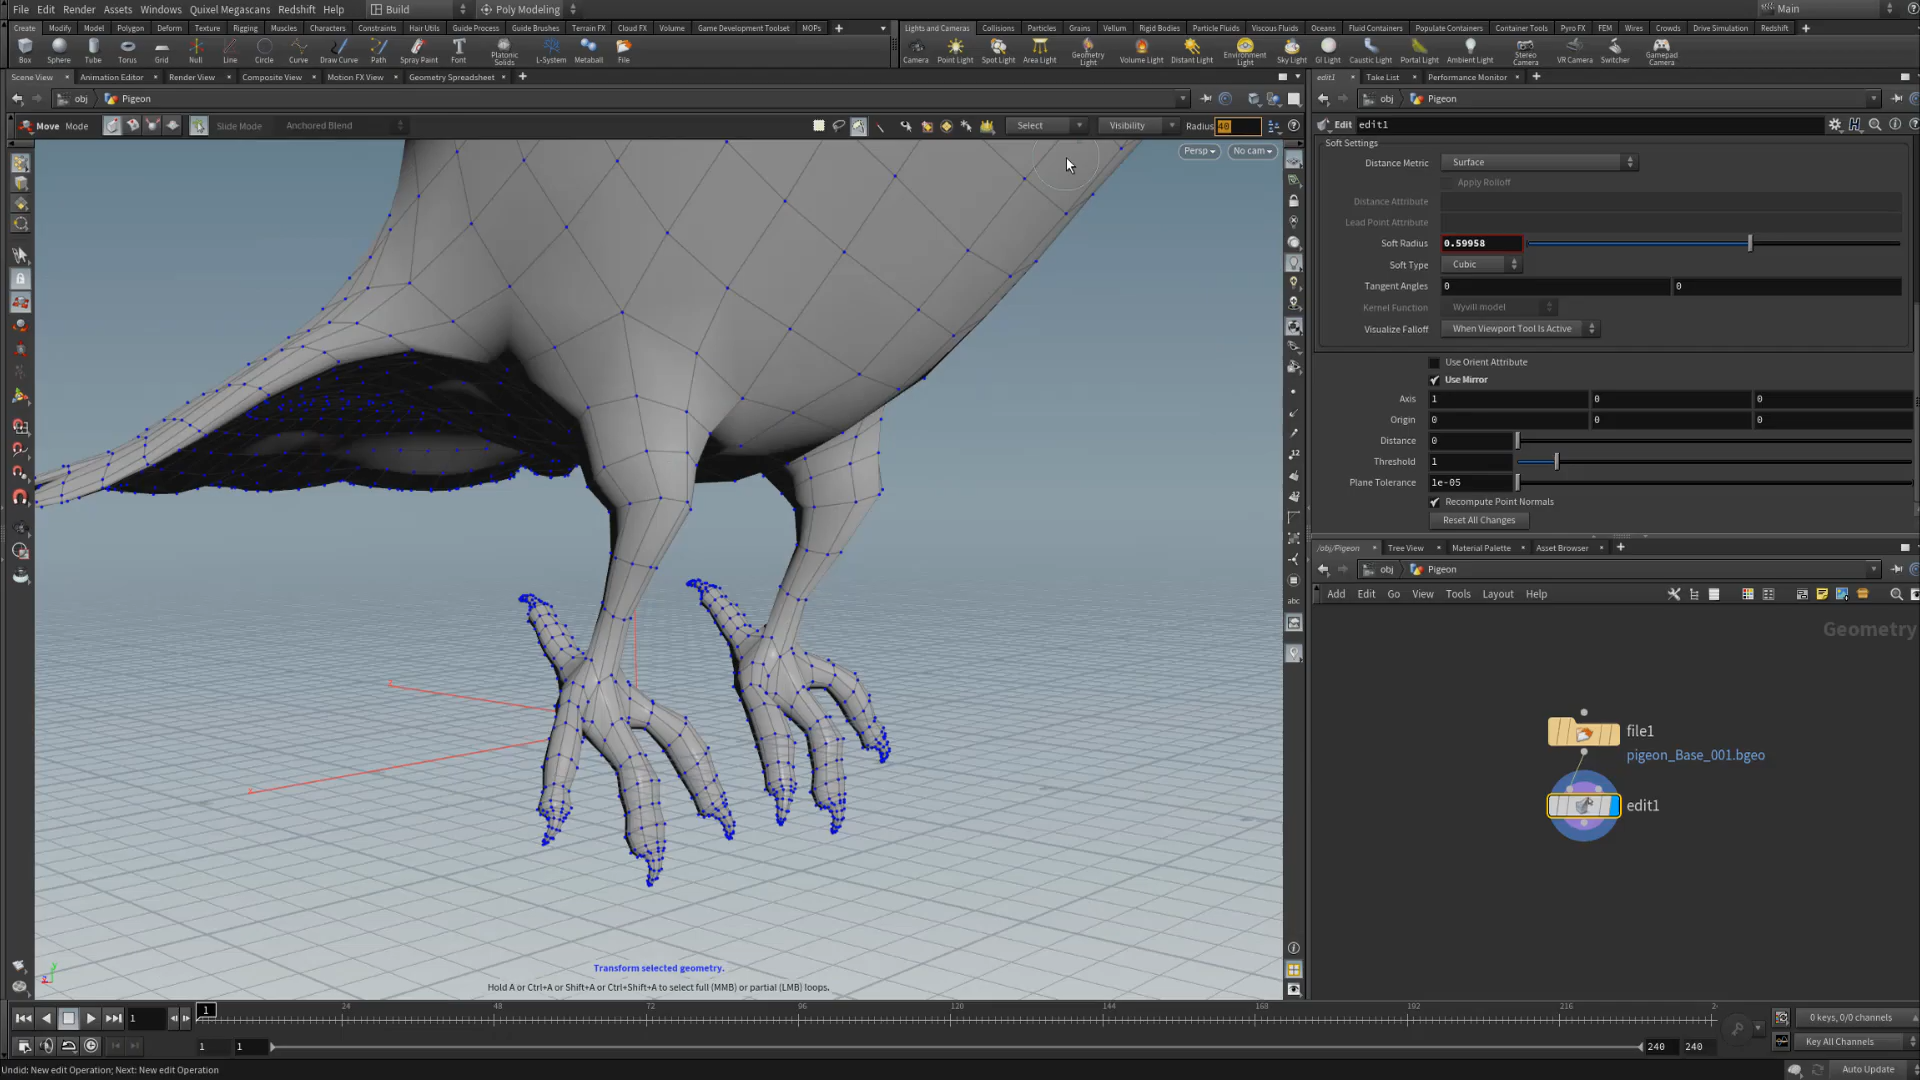 File Edit Render Assets Windows Quixel Megascans Redshift Help Build Poly Modeling Main
Create Modify Model Polygon Deform Texture Rigging Muscles Characters Constraints Hair Utils Guide Process Guide Brushes Terrain FX Cloud FX Volume Game Development Toolset MOPs
Lights and Cameras Collisions Particles Grains Vellum Rigid Bodies Particle Fluids Viscous Fluids Oceans Fluid Containers Populate Containers Container Tools Pyro FX FEM Wires Crowds Drive Simulation Redshift
Box Sphere Tube Torus Grid Null Line Circle Curve Draw Curve Path Spray Paint Font Platonic Solids L-System Metaball File
Camera Point Light Spot Light Area Light Geometry Light Volume Light Distant Light Environment Light Sky Light GI Light Caustic Light Portal Light Ambient Light Stereo Camera VR Camera Switcher Gamepad Camera
Scene View Animation Editor Render View Composite View Motion FX View Geometry Spreadsheet
edit1 Take List Performance Monitor
obj Pigeon
obj Pigeon
Move Mode Slide Mode Anchored Blend Select Visibility Radius 40
Edit edit1
Persp No cam
Soft Settings
Distance Metric Surface
Apply Rolloff
Distance Attribute
Lead Point Attribute
Soft Radius 0.59958
Soft Type Cubic
Tangent Angles 0 0
Kernel Function Wyvill model
Visualize Falloff When Viewport Tool Is Active
Use Orient Attribute
Use Mirror
Axis 1 0 0
Origin 0 0 0
Distance 0
Threshold 1
Plane Tolerance 1e-05
Recompute Point Normals
Reset All Changes
/obj/Pigeon Tree View Material Palette Asset Browser
obj Pigeon
Add Edit Go View Tools Layout Help
Geometry
file1
pigeon_Base_001.bgeo
edit1
Transform selected geometry.
Hold A or Ctrl+A or Shift+A or Ctrl+Shift+A to select full (MMB) or partial (LMB) loops.
1 1 24 48 72 96 120 144 168 192 216 2
0 keys, 0/0 channels
1 1 240 240
Key All Channels
Undid: New edit Operation; Next: New edit Operation
Auto Update